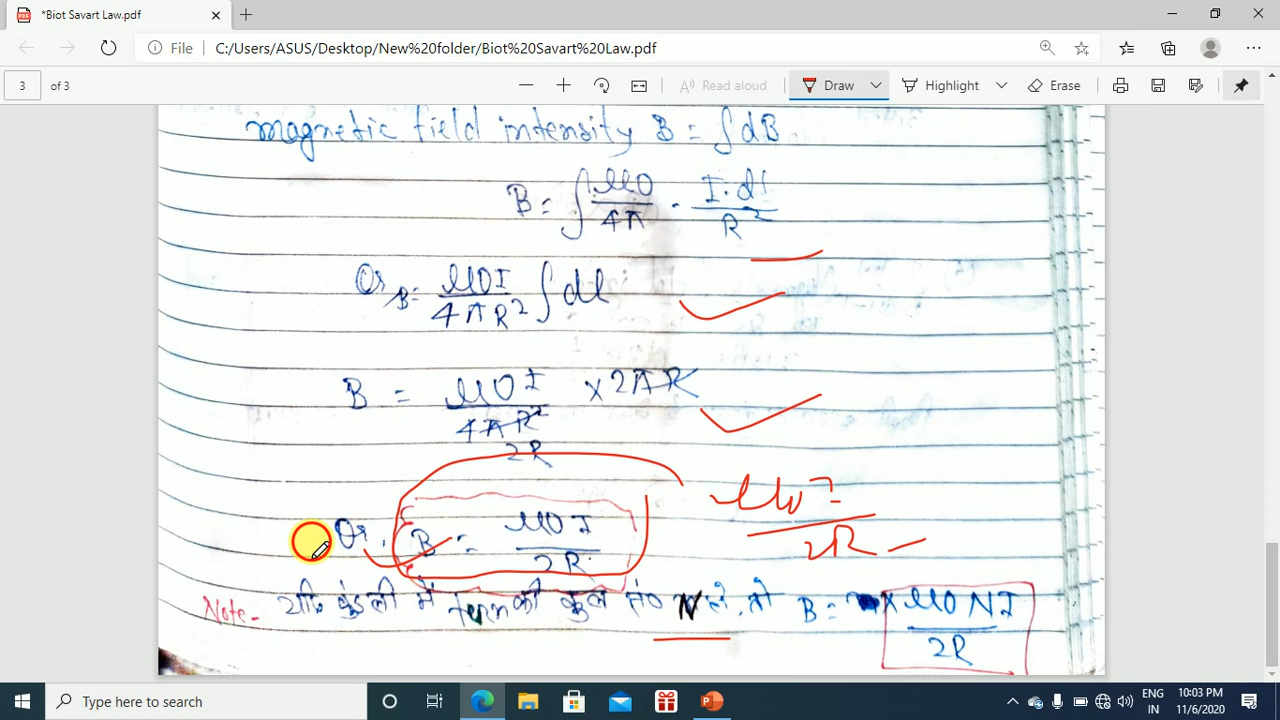 *Biot Savart Law.pdf
File C:/Users/ASUS/Desktop/New%20folder/Biot%20Savart%20Law.pdf
3 of 3 Read aloud Draw Highlight Erase
magnetic field intensity B = ∫dB
B = ∫ μ0/4π · I.dl/R²
Or B = μ0I/4πR² ∫dl
B = μ0I/4πR² × 2πR
2R
Or, B = μ0I/2R
μ0I/2R
Note- यदि कुंडली में turn की कुल सं० N हो, तो B = μ0NI/2R
Type here to search
ENG 10:03 PM
IN 11/6/2020